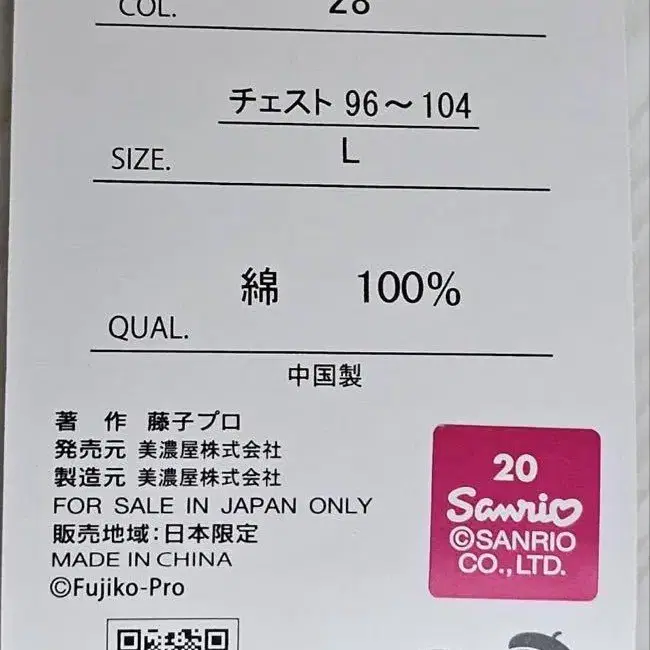 COL. 28
チェスト 96～104
SIZE. L
綿 100%
QUAL.
中国製
著 作 藤子プロ
発売元 美濃屋株式会社
製造元 美濃屋株式会社
FOR SALE IN JAPAN ONLY
販売地域:日本限定
MADE IN CHINA
©Fujiko-Pro
20
Sanrio
©SANRIO
CO.,LTD.